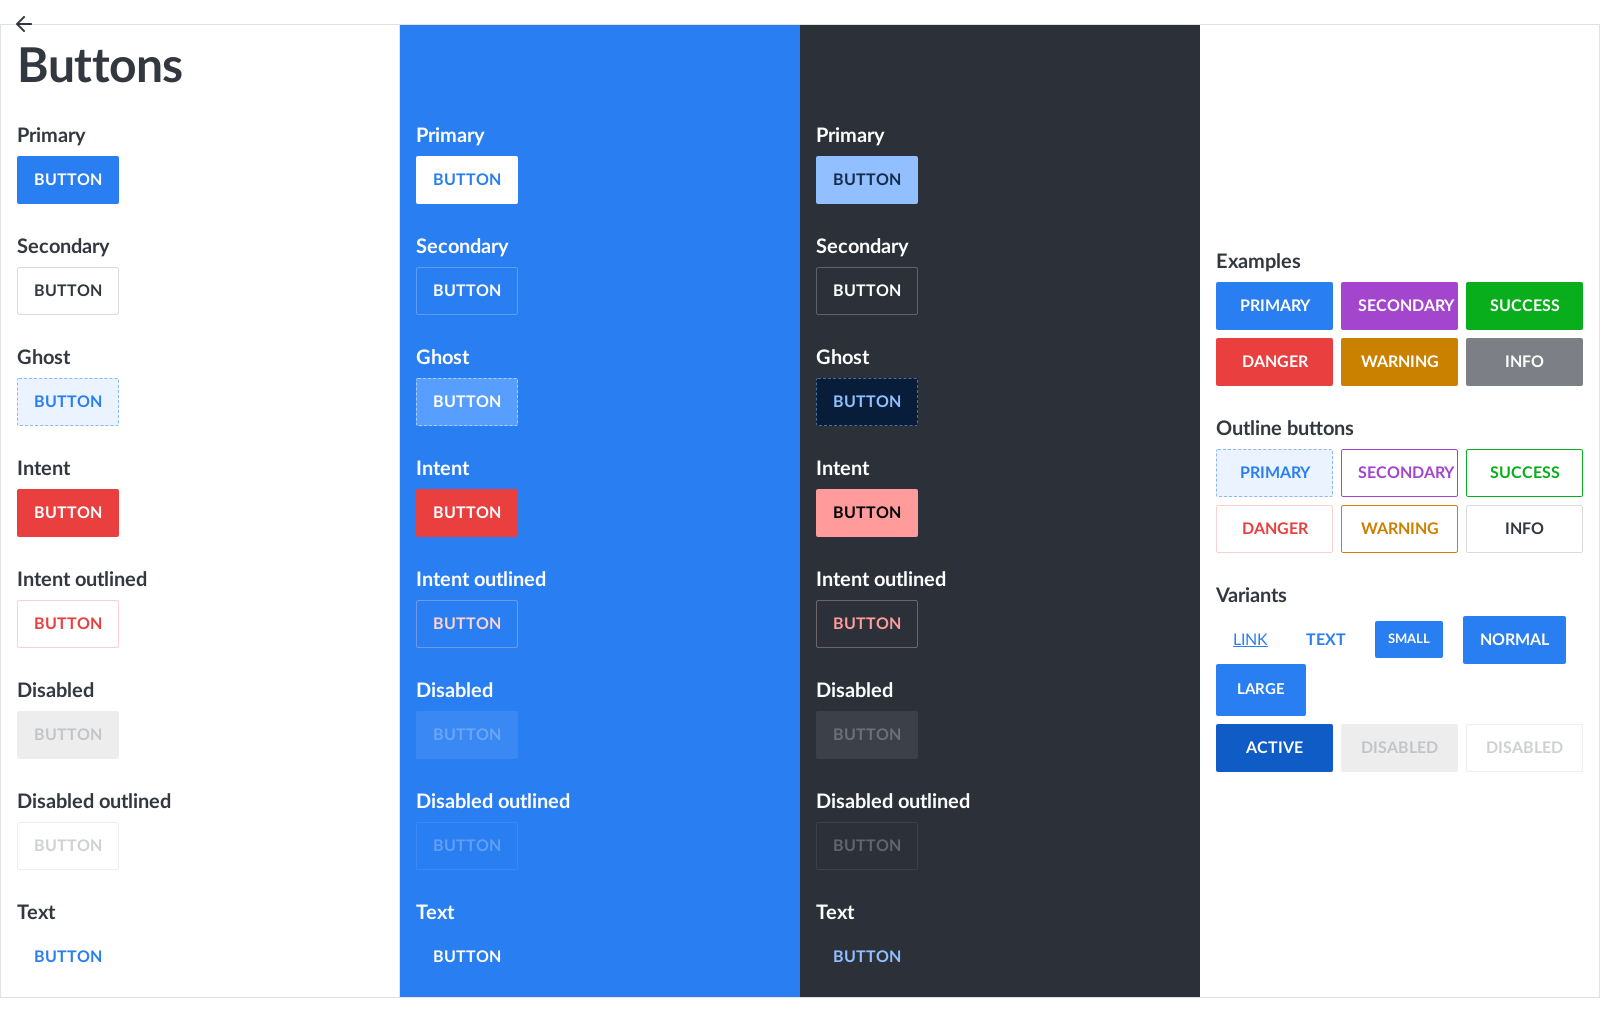 Buttons
Primary
BUTTON
Secondary
BUTTON
Ghost
BUTTON
Intent
BUTTON
Intent outlined
BUTTON
Disabled
BUTTON
Disabled outlined
BUTTON
Text
BUTTON
Primary
BUTTON
Secondary
BUTTON
Ghost
BUTTON
Intent
BUTTON
Intent outlined
BUTTON
Disabled
BUTTON
Disabled outlined
BUTTON
Text
BUTTON
Primary
BUTTON
Secondary
BUTTON
Ghost
BUTTON
Intent
BUTTON
Intent outlined
BUTTON
Disabled
BUTTON
Disabled outlined
BUTTON
Text
BUTTON
Examples
PRIMARY SECONDARY SUCCESS
DANGER WARNING INFO
Outline buttons
PRIMARY SECONDARY SUCCESS
DANGER WARNING INFO
Variants
LINK TEXT SMALL NORMAL
LARGE
ACTIVE DISABLED DISABLED